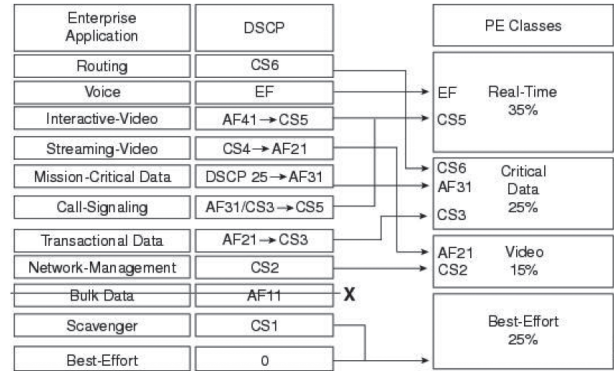 Enterprise
Application
DSCP
PE Classes
Routing
CS6
Voice
EF
Interactive-Video
AF41→CS5
Streaming-Video
CS4→AF21
Mission-Critical Data
DSCP 25→AF31
Call-Signaling
AF31/CS3→CS5
Transactional Data
AF21→CS3
Network-Management
CS2
Bulk Data
AF11
X
Scavenger
CS1
Best-Effort
0
EF
Real-Time
35%
CS5
CS6
Critical
AF31
Data
25%
CS3
AF21
Video
CS2
15%
Best-Effort
25%